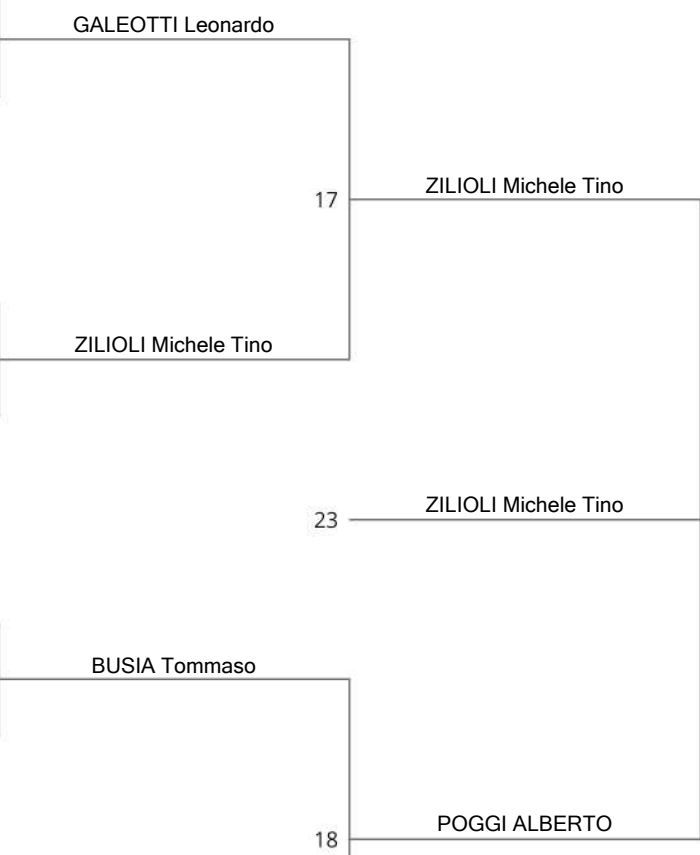 GALEOTTI Leonardo
17
ZILIOLI Michele Tino
ZILIOLI Michele Tino
23
ZILIOLI Michele Tino
BUSIA Tommaso
18
POGGI ALBERTO